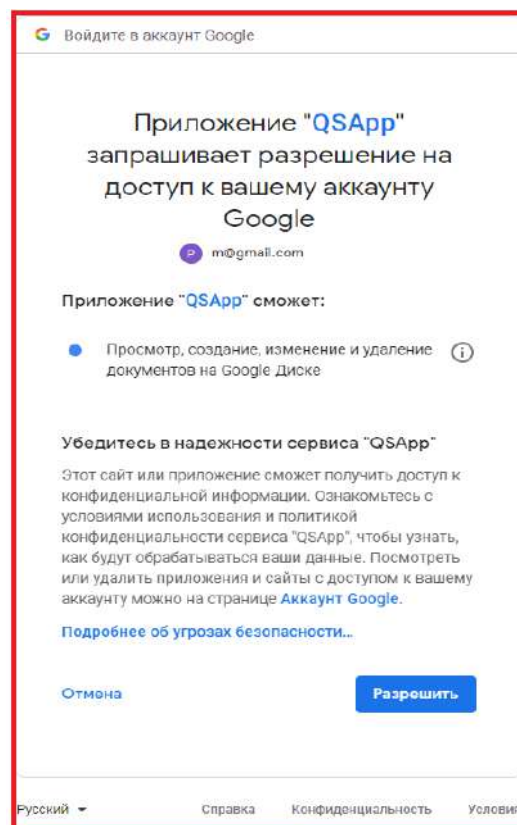 Войдите в аккаунт Google
Приложение "QSApp"
запрашивает разрешение на
доступ к вашему аккаунту
Google
P m@gmail.com
Приложение "QSApp" сможет:
Просмотр, создание, изменение и удаление
документов на Google Диске
Убедитесь в надежности сервиса "QSApp"
Этот сайт или приложение сможет получить доступ к
конфиденциальной информации. Ознакомьтесь с
условиями использования и политикой
конфиденциальности сервиса "QSApp", чтобы узнать,
как будут обрабатываться ваши данные. Посмотреть
или удалить приложения и сайты с доступом к вашему
аккаунту можно на странице Аккаунт Google.
Подробнее об угрозах безопасности...
Отмена Разрешить
Русский Справка Конфиденциальность Условия